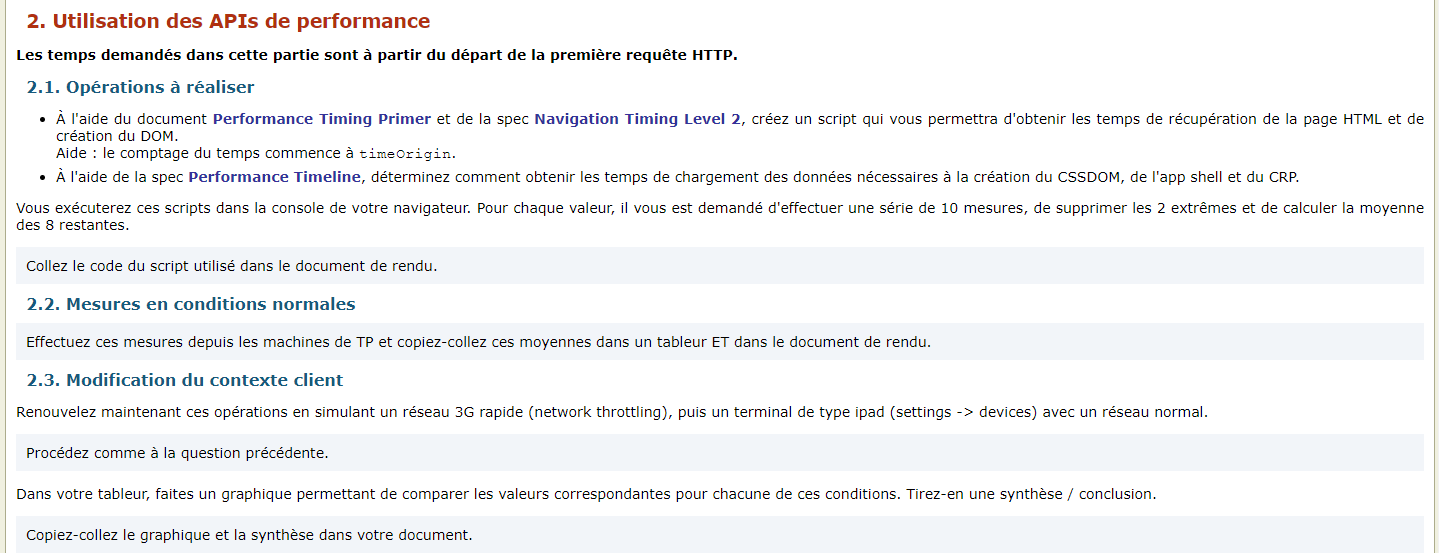 2. Utilisation des APIs de performance
Les temps demandés dans cette partie sont à partir du départ de la première requête HTTP.
2.1. Opérations à réaliser
• À l'aide du document Performance Timing Primer et de la spec Navigation Timing Level 2, créez un script qui vous permettra d'obtenir les temps de récupération de la page HTML et de
création du DOM.
Aide : le comptage du temps commence à timeOrigin.
• À l'aide de la spec Performance Timeline, déterminez comment obtenir les temps de chargement des données nécessaires à la création du CSSDOM, de l'app shell et du CRP.
Vous exécuterez ces scripts dans la console de votre navigateur. Pour chaque valeur, il vous est demandé d'effectuer une série de 10 mesures, de supprimer les 2 extrêmes et de calculer la moyenne
des 8 restantes.
Collez le code du script utilisé dans le document de rendu.
2.2. Mesures en conditions normales
Effectuez ces mesures depuis les machines de TP et copiez-collez ces moyennes dans un tableur ET dans le document de rendu.
2.3. Modification du contexte client
Renouvelez maintenant ces opérations en simulant un réseau 3G rapide (network throttling), puis un terminal de type ipad (settings -> devices) avec un réseau normal.
Procédez comme à la question précédente.
Dans votre tableur, faites un graphique permettant de comparer les valeurs correspondantes pour chacune de ces conditions. Tirez-en une synthèse / conclusion.
Copiez-collez le graphique et la synthèse dans votre document.